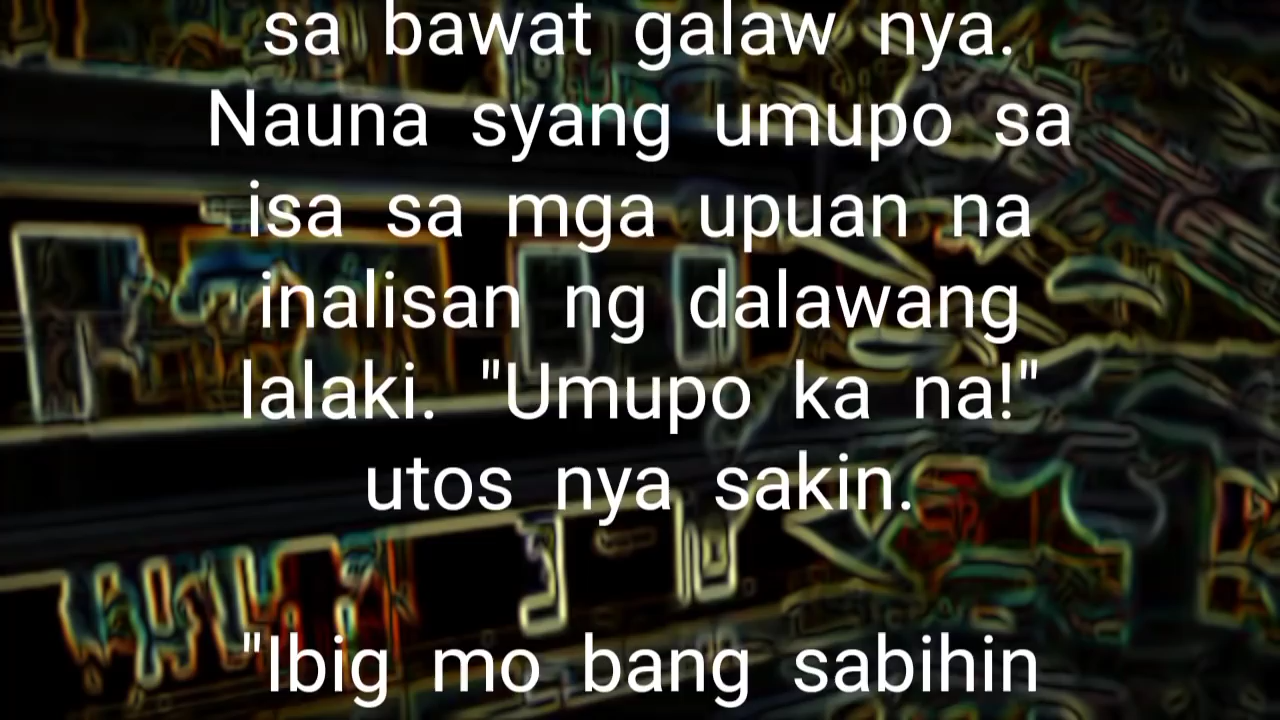 sa bawat galaw nya.
Nauna syang umupo sa
isa sa mga upuan na
inalisan ng dalawang
lalaki. "Umupo ka na!"
utos nya sakin.
"Ibig mo bang sabihin